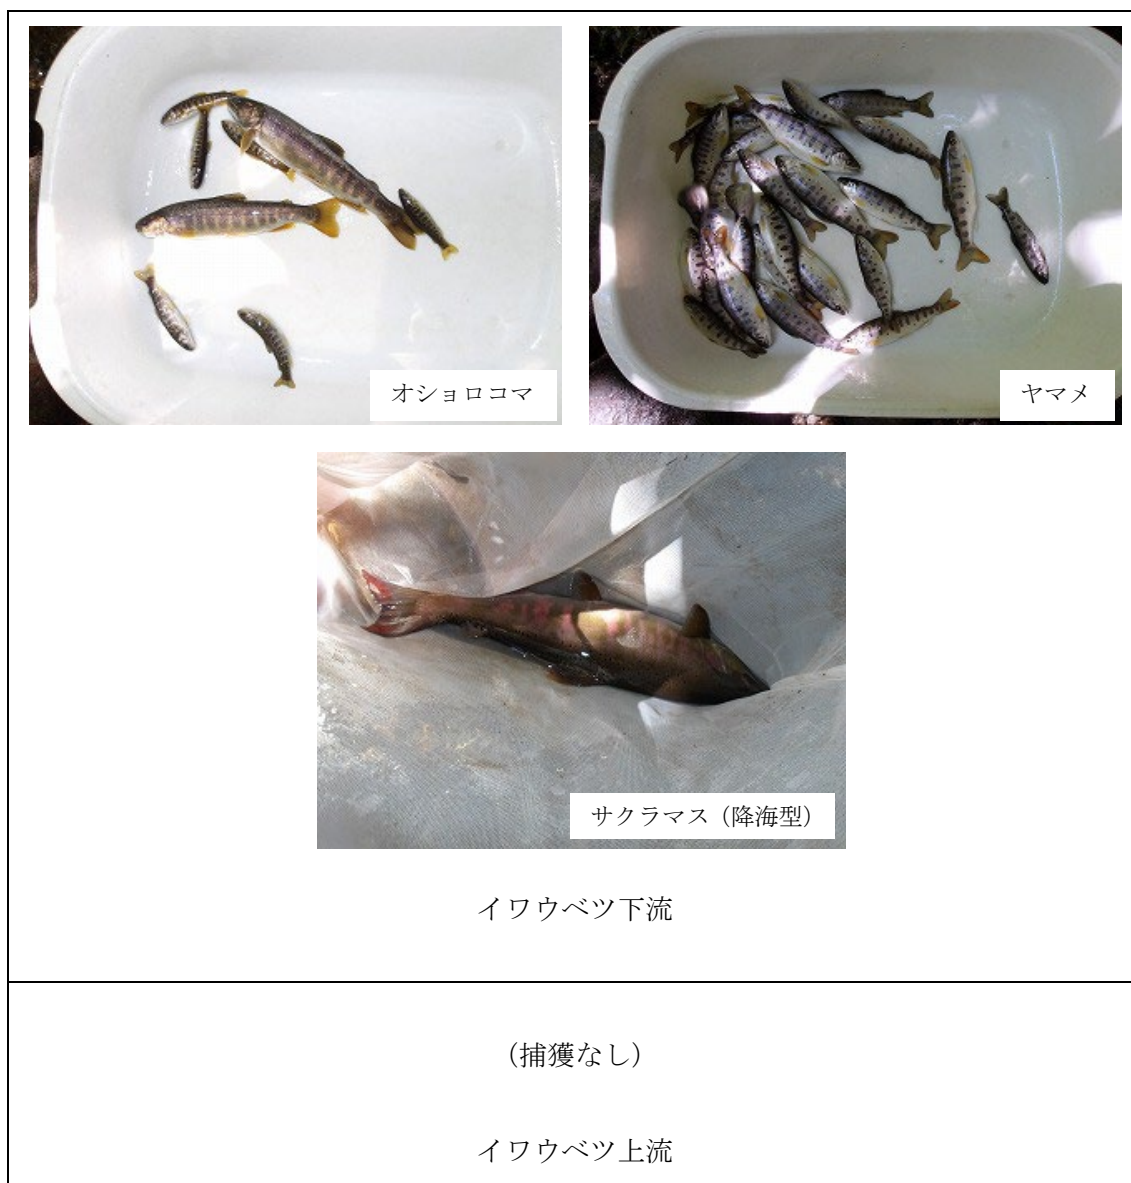 オショロコマ
ヤマメ
サクラマス（降海型）
イワウベツ下流
（捕獲なし）
イワウベツ上流